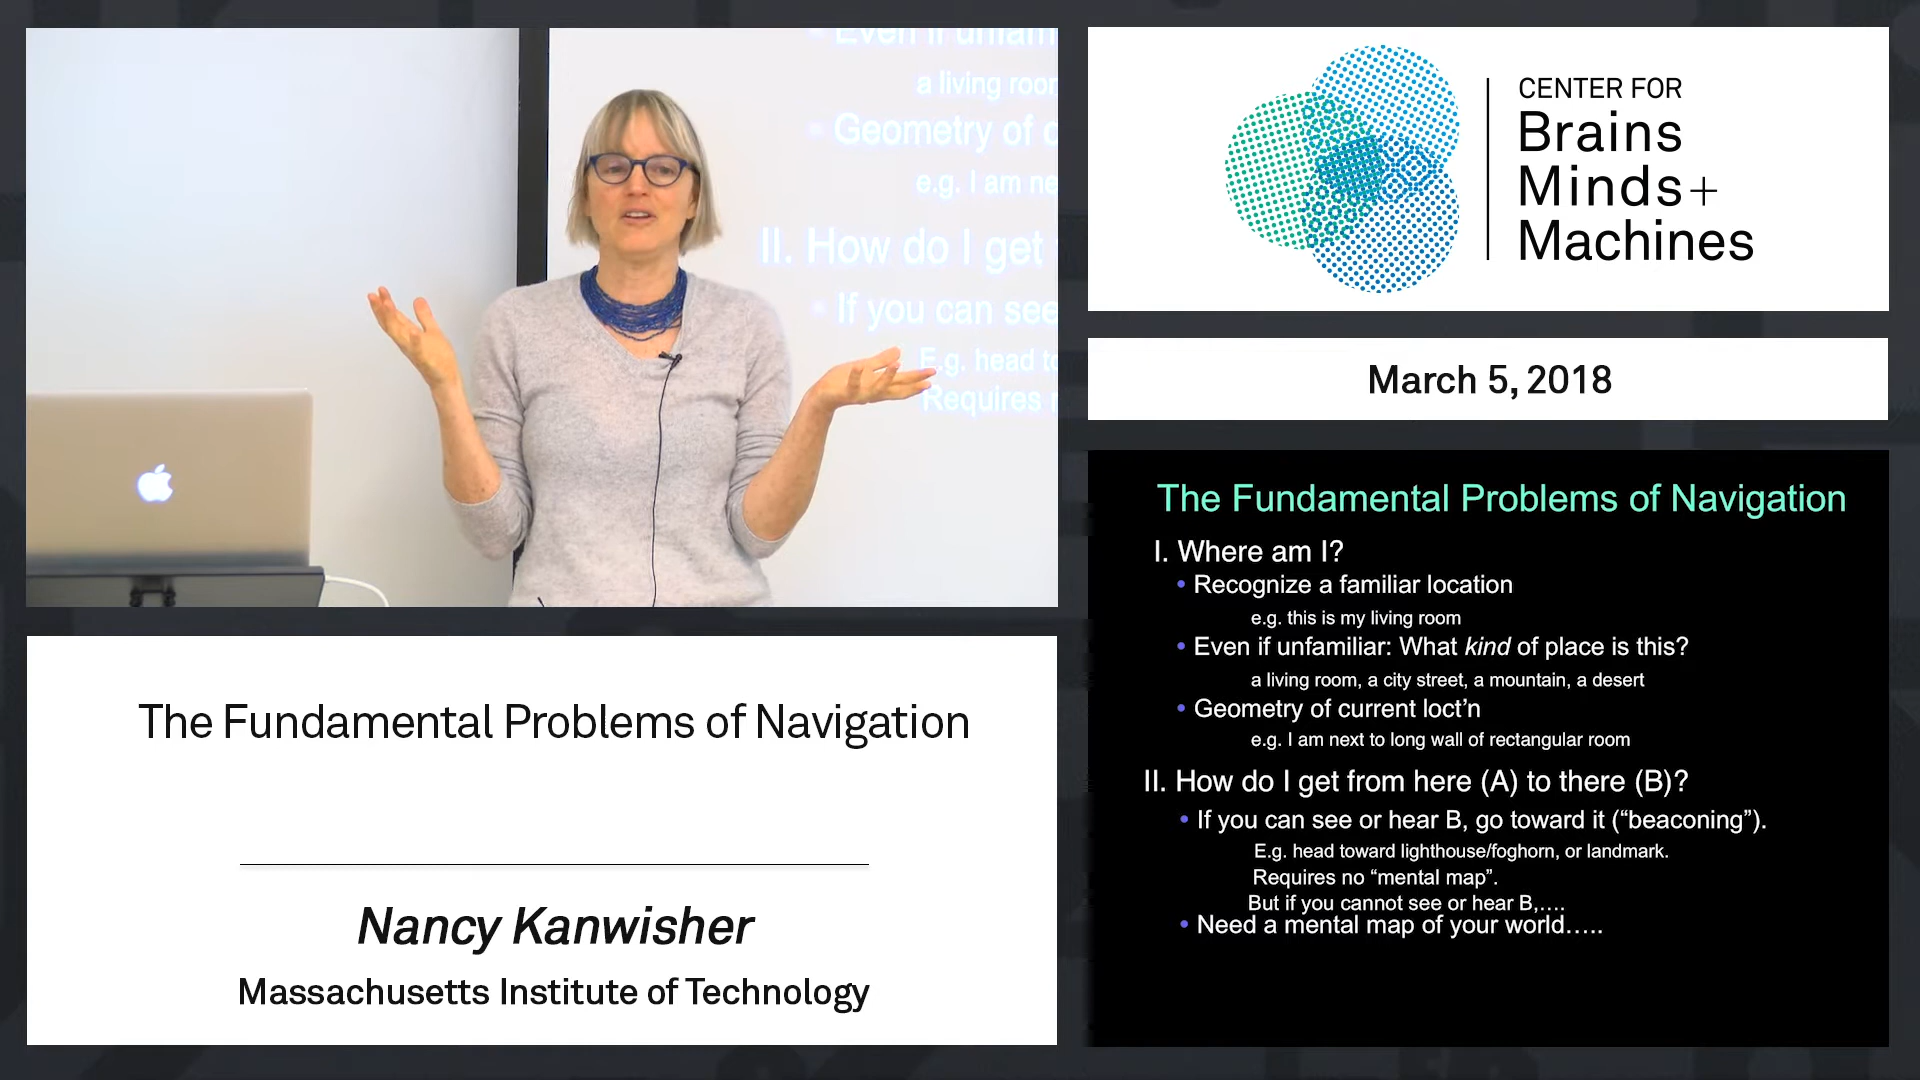 Even if unfam
a living roor
Geometry of c
e.g. I am ne
II. How do I get
If you can see
E.g. head to
Requires
CENTER FOR
Brains
Minds+
Machines
March 5, 2018
The Fundamental Problems of Navigation
Nancy Kanwisher
Massachusetts Institute of Technology
The Fundamental Problems of Navigation
I. Where am I?
• Recognize a familiar location
e.g. this is my living room
• Even if unfamiliar: What kind of place is this?
a living room, a city street, a mountain, a desert
• Geometry of current loct'n
e.g. I am next to long wall of rectangular room
II. How do I get from here (A) to there (B)?
• If you can see or hear B, go toward it (“beaconing”).
E.g. head toward lighthouse/foghorn, or landmark.
Requires no “mental map”.
But if you cannot see or hear B,....
• Need a mental map of your world.....